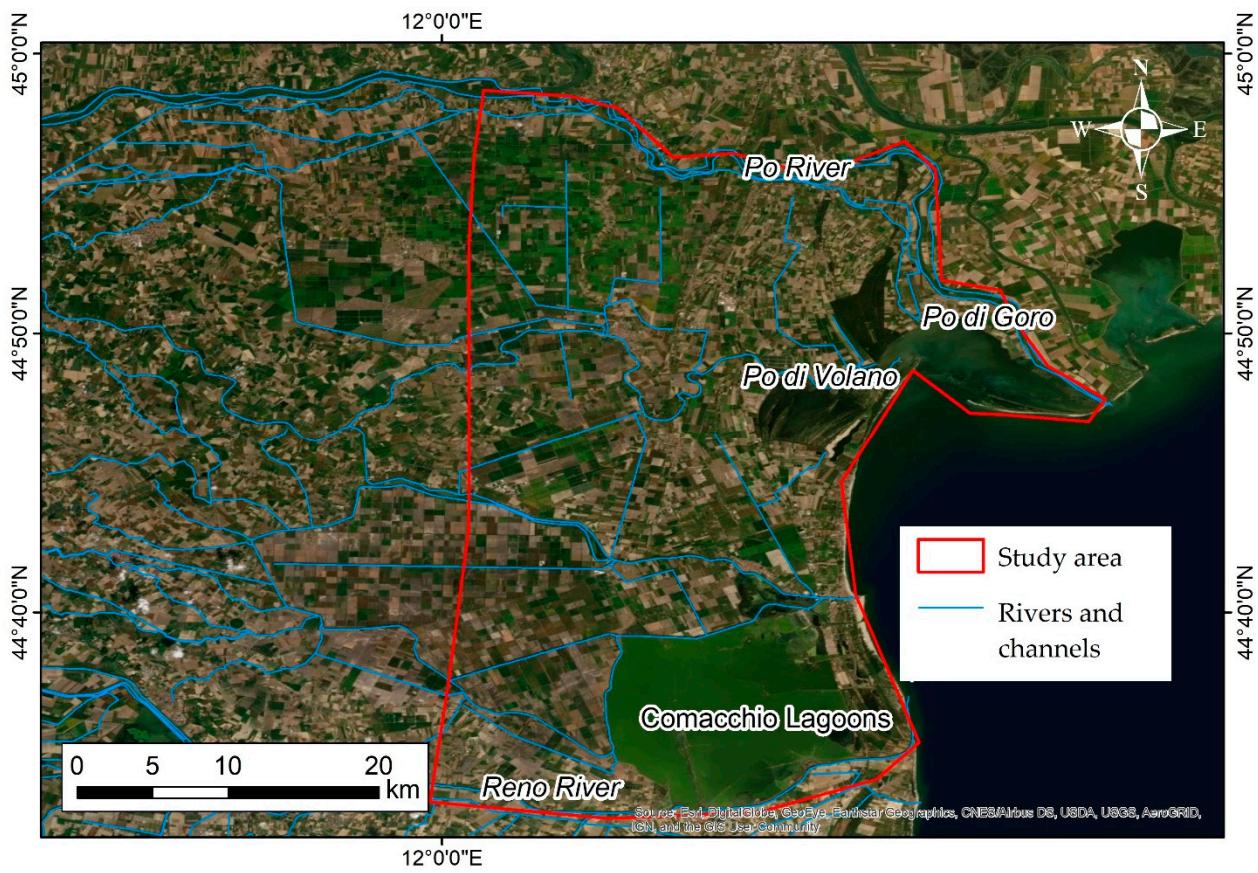 12°0'0"E
45°0'0"N
45°0'0"N
N
W
E
S
Po River
Po di Goro
44°50'0"N
44°50'0"N
Po di Volano
Study area
Rivers and
channels
44°40'0"N
44°40'0"N
Comacchio Lagoons
0 5 10 20
km
Reno River
Source: Esri, DigitalGlobe, GeoEye, Earthstar Geographics, CNES/Airbus DS, USDA, USGS, AeroGRID,
IGN, and the GIS User Community
12°0'0"E